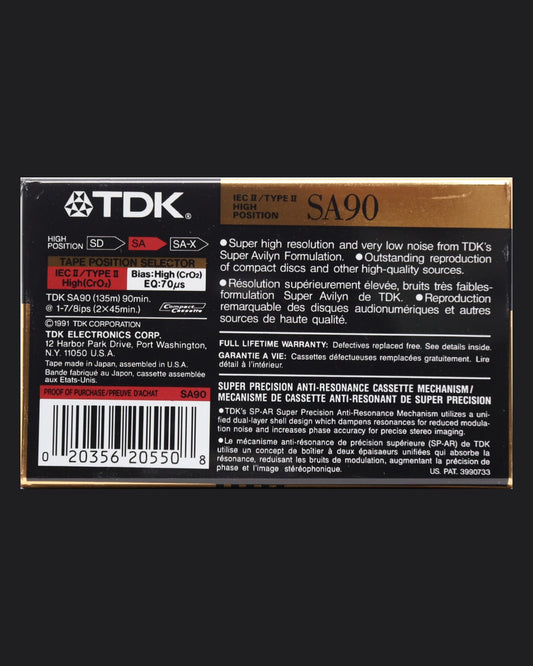 TDK®
IEC II/TYPE II
HIGH
POSITION
SA90
HIGH
POSITION
SD
SA
SA-X
TAPE POSITION SELECTOR
IEC II/TYPE II
High(CrO₂)
Bias:High (CrO₂)
EQ:70μs
TDK SA90 (135m) 90min.
@ 1-7/8ips (2×45min.)
Compact
Cassette
©1991 TDK CORPORATION
TDK ELECTRONICS CORP.
12 Harbor Park Drive, Port Washington,
N.Y. 11050 U.S.A.
Tape made in Japan, assembled in U.S.A.
Bande fabriqué au Japon, cassette assemblée
aux Etats-Unis.
PROOF OF PURCHASE/PREUVE D'ACHAT
SA90
0 20356 20550 8
●Super high resolution and very low noise from TDK's
Super Avilyn Formulation. ●Outstanding reproduction
of compact discs and other high-quality sources.
●Résolution supérieurement élevée, bruits très faibles-
formulation Super Avilyn de TDK. ●Reproduction
remarquable des disques audionumériques et autres
sources de haute qualité.
FULL LIFETIME WARRANTY: Defectives replaced free. See details inside.
GARANTIE A VIE: Cassettes défectueuses remplacées gratuitement. Lire
détail à l'intérieur.
SUPER PRECISION ANTI-RESONANCE CASSETTE MECHANISM/
MECANISME DE CASSETTE ANTI-RESONANT DE SUPER PRECISION
●TDK's SP-AR Super Precision Anti-Resonance Mechanism utilizes a uni-
fied dual-layer shell design which dampens resonances for reduced modula-
tion noise and increases phase accuracy for precise stereo imaging.
●Le mécanisme anti-résonance de précision supérieure (SP-AR) de TDK
utilise un concept de boîtier à deux épaisaeures unifiées qui absorbe la
résonance, reduisant les bruits de modulation, augmentant la précision de
phase et l'image stéréophonique.
US. PAT. 3990733